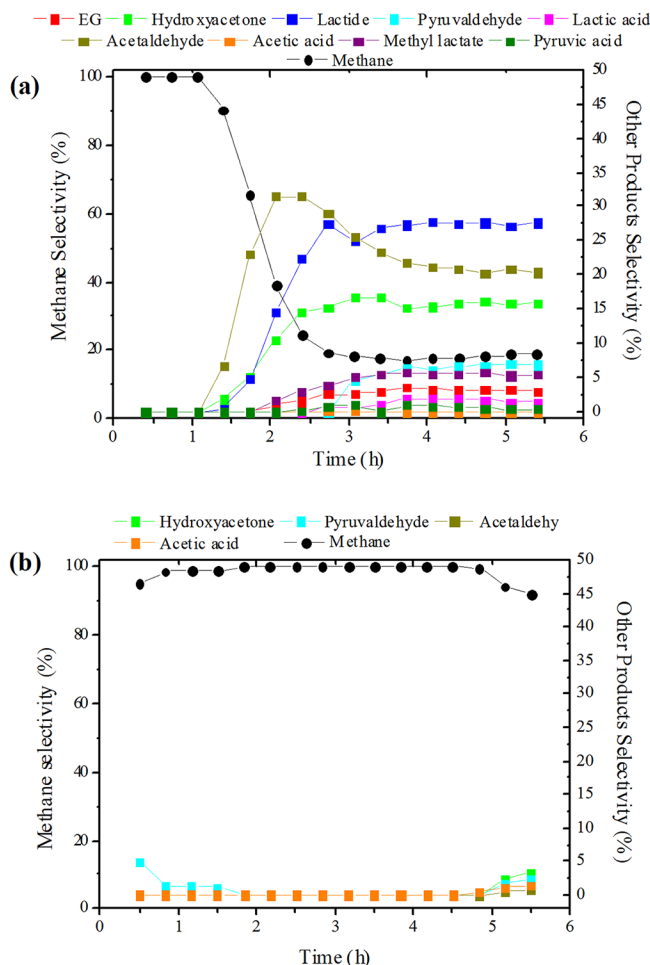 EG Hydroxyacetone Lactide Pyruvaldehyde Lactic acid
Acetaldehyde Acetic acid Methyl lactate Pyruvic acid
Methane
(a)
Methane Selectivity (%)
100
80
60
40
20
0
50
45
40
35
30
25
20
15
10
5
0
Other Products Selectivity (%)
0 1 2 3 4 5 6
Time (h)
Hydroxyacetone Pyruvaldehyde Acetaldehy
Acetic acid Methane
(b)
Methane selectivity (%)
100
80
60
40
20
0
50
45
40
35
30
25
20
15
10
5
0
Other Products Selectivity (%)
0 1 2 3 4 5 6
Time (h)